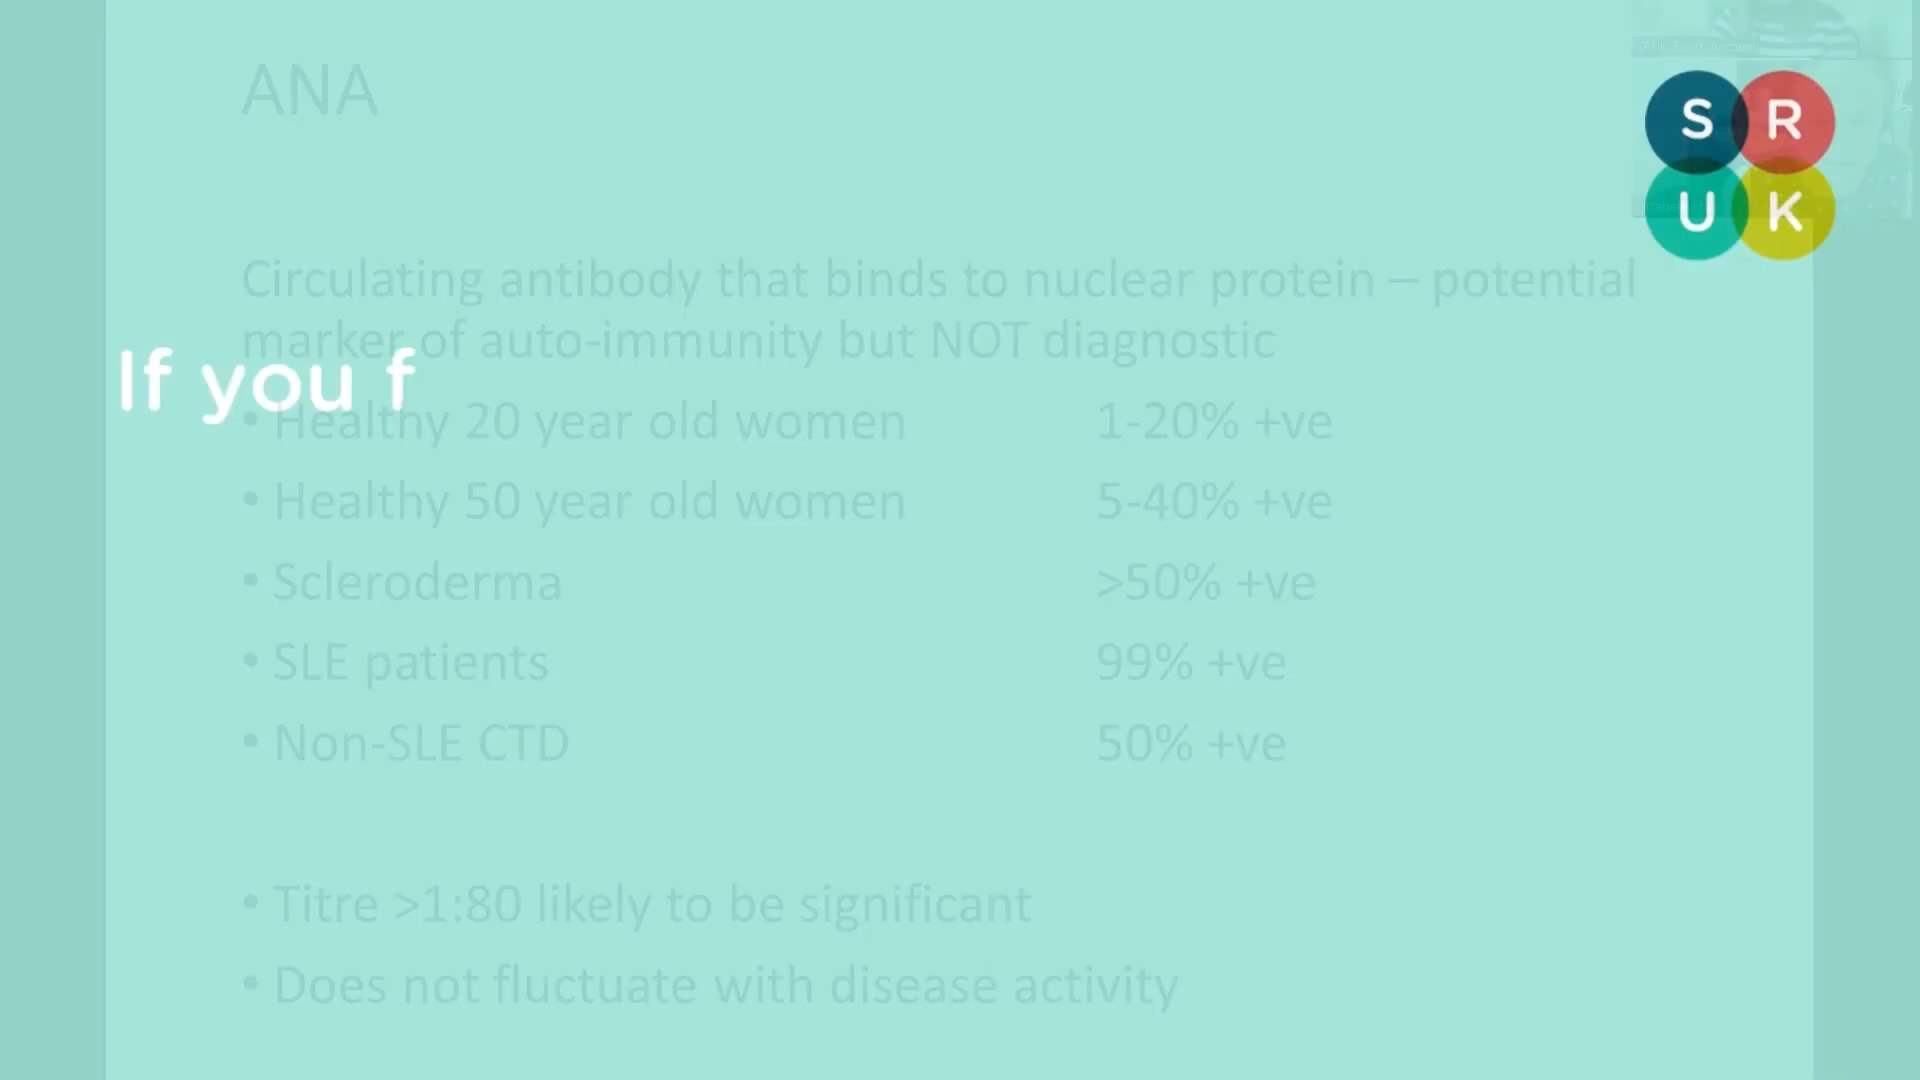 ANA
S R
U K
Circulating antibody that binds to nuclear protein – potential
marker of auto-immunity but NOT diagnostic
If you f
• Healthy 20 year old women 1-20% +ve
• Healthy 50 year old women 5-40% +ve
• Scleroderma >50% +ve
• SLE patients 99% +ve
• Non-SLE CTD 50% +ve
• Titre >1:80 likely to be significant
• Does not fluctuate with disease activity